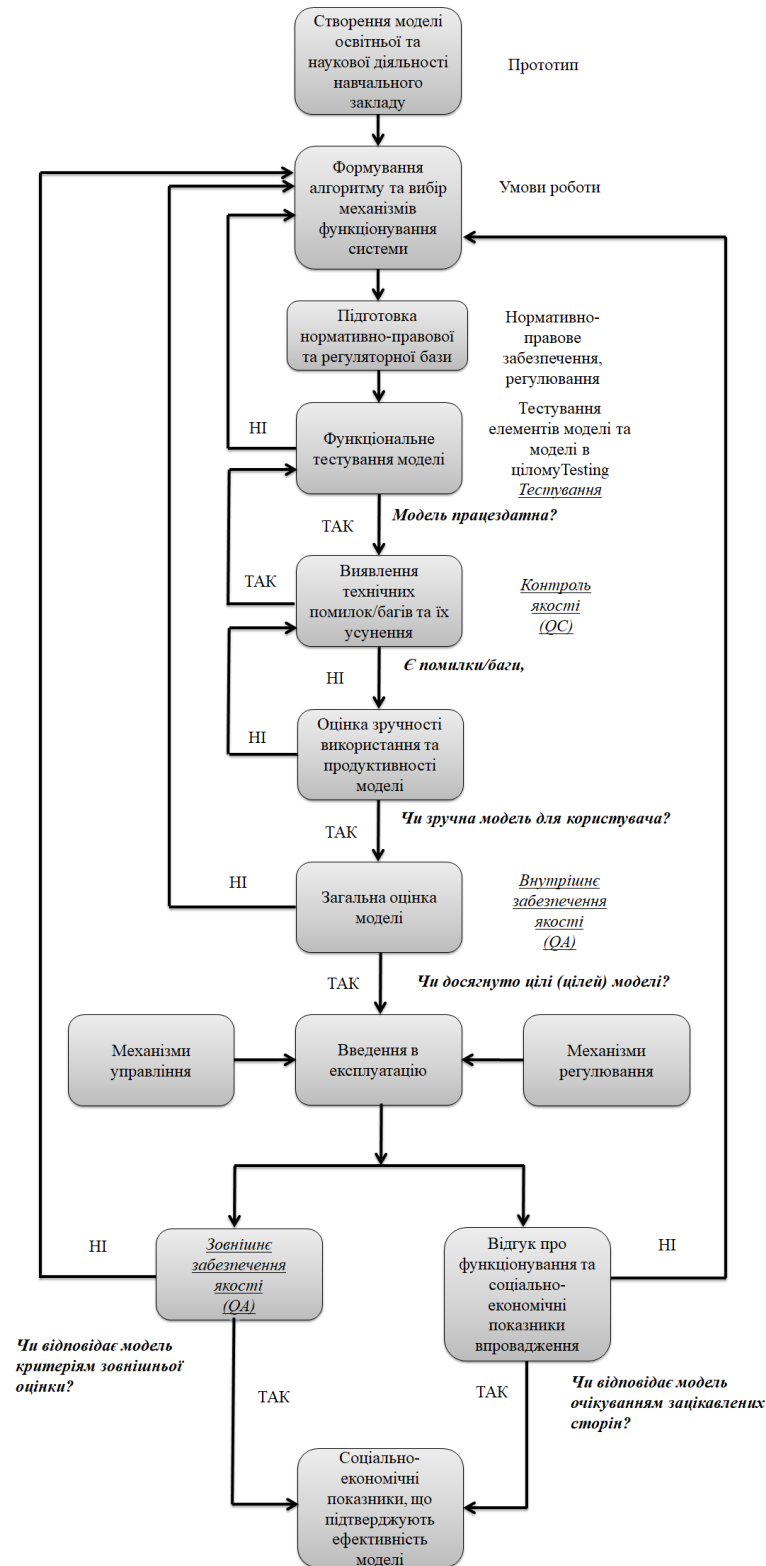 Створення моделі
освітньої та
наукової діяльності
навчального
закладу
Прототип
Формування
алгоритму та вибір
механізмів
функціонування
системи
Умови роботи
Підготовка
нормативно-правової
та регуляторної бази
Нормативно-
правове
забезпечення,
регулювання
НІ
Функціональне
тестування моделі
Тестування
елементів моделі та
моделі в
ціломуTesting
Тестування
ТАК
Модель працездатна?
ТАК
Виявлення
технічних
помилок/багів та їх
усунення
Контроль
якості
(QC)
НІ
Є помилки/баги,
НІ
Оцінка зручності
використання та
продуктивності
моделі
ТАК
Чи зручна модель для користувача?
НІ
Загальна оцінка
моделі
Внутрішнє
забезпечення
якості
(QA)
ТАК
Чи досягнуто цілі (цілей) моделі?
Механізми
управління
Введення в
експлуатацію
Механізми
регулювання
НІ
Зовнішнє
забезпечення
якості
(QA)
Відгук про
функціонування та
соціально-
економічні
показники
впровадження
НІ
Чи відповідає модель
критеріям зовнішньої
оцінки?
ТАК
ТАК
Чи відповідає модель
очікуванням зацікавлених
сторін?
Соціально-
економічні
показники, що
підтверджують
ефективність
моделі